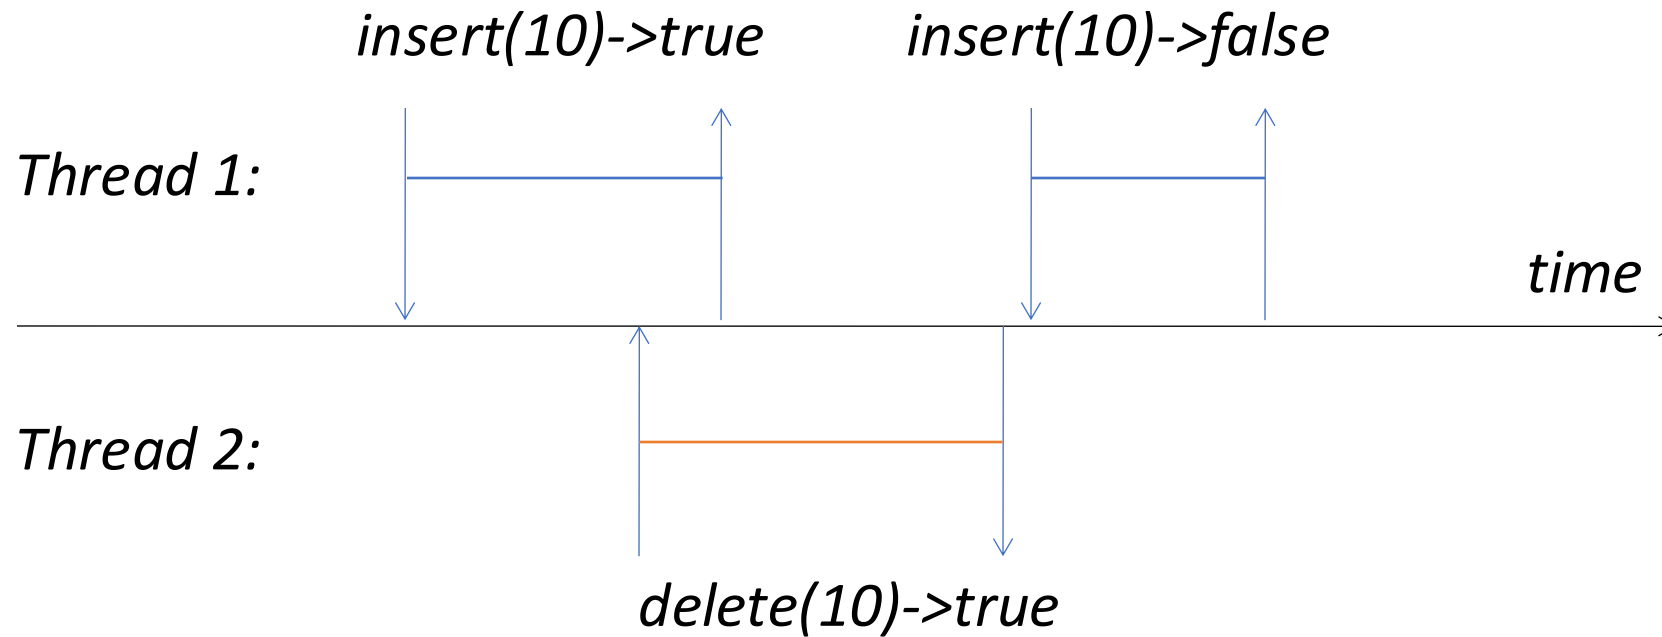 insert(10)->true
insert(10)->false
Thread 1:
time
Thread 2:
delete(10)->true